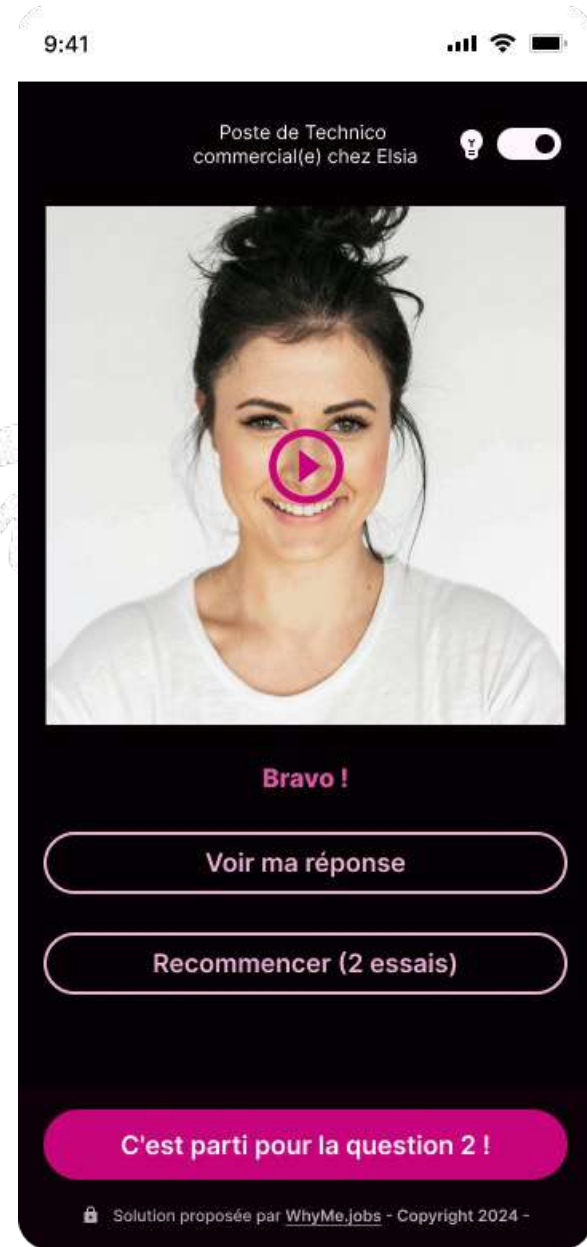 9:41
Poste de Technico
commercial(e) chez Elsia
Bravo !
Voir ma réponse
Recommencer (2 essais)
C'est parti pour la question 2 !
Solution proposée par WhyMe.jobs - Copyright 2024 -